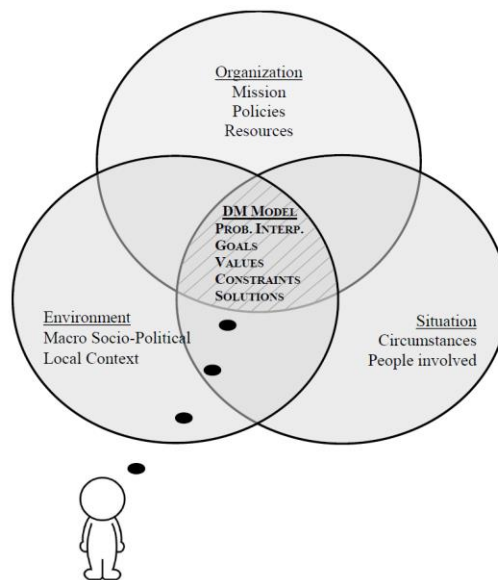 Organization
Mission
Policies
Resources
DM MODEL
PROB. INTERP.
GOALS
VALUES
CONSTRAINTS
SOLUTIONS
Environment
Macro Socio-Political
Local Context
Situation
Circumstances
People involved